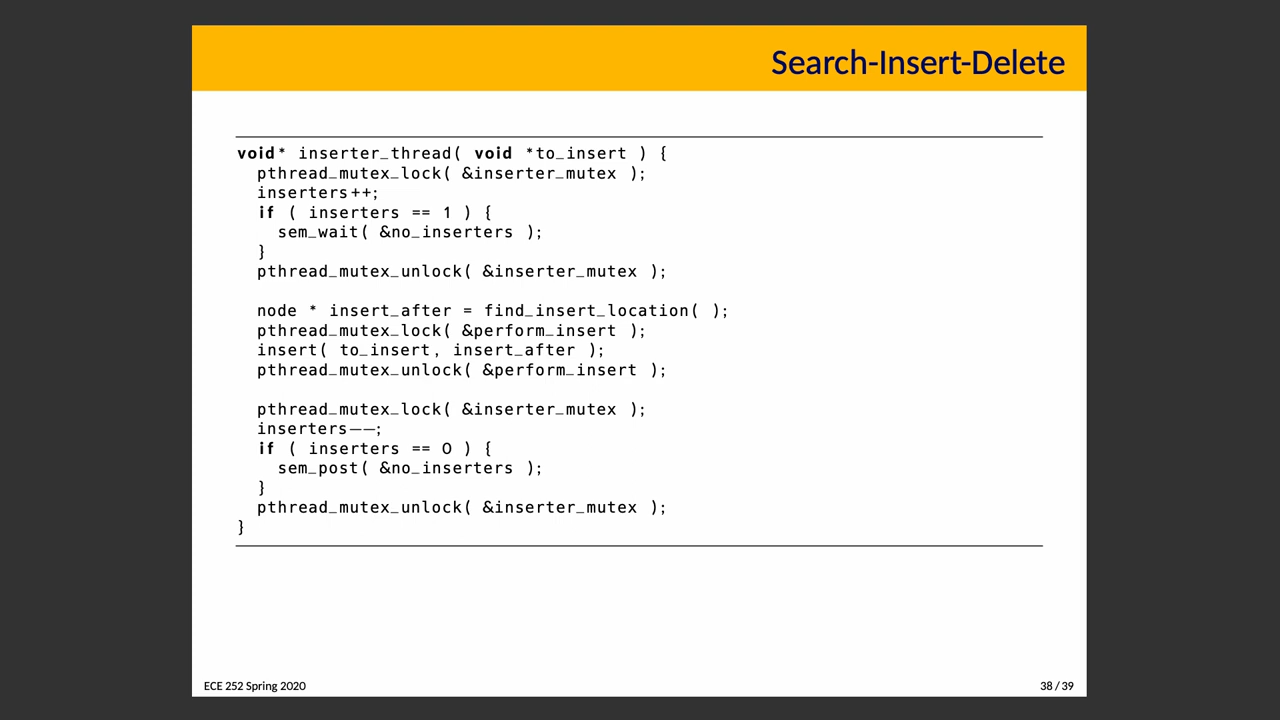 Search-Insert-Delete
void* inserter_thread( void *to_insert ) {
  pthread_mutex_lock( &inserter_mutex );
  inserters++;
  if ( inserters == 1 ) {
    sem_wait( &no_inserters );
  }
  pthread_mutex_unlock( &inserter_mutex );

  node * insert_after = find_insert_location( );
  pthread_mutex_lock( &perform_insert );
  insert( to_insert, insert_after );
  pthread_mutex_unlock( &perform_insert );

  pthread_mutex_lock( &inserter_mutex );
  inserters--;
  if ( inserters == 0 ) {
    sem_post( &no_inserters );
  }
  pthread_mutex_unlock( &inserter_mutex );
}
ECE 252 Spring 2020
38 / 39